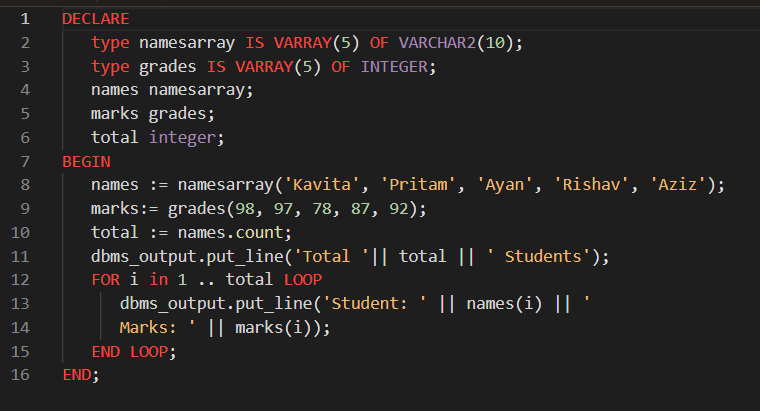 1 DECLARE
2 type namesarray IS VARRAY(5) OF VARCHAR2(10);
3 type grades IS VARRAY(5) OF INTEGER;
4 names namesarray;
5 marks grades;
6 total integer;
7 BEGIN
8 names := namesarray('Kavita', 'Pritam', 'Ayan', 'Rishav', 'Aziz');
9 marks:= grades(98, 97, 78, 87, 92);
10 total := names.count;
11 dbms_output.put_line('Total '|| total || ' Students');
12 FOR i in 1 .. total LOOP
13 dbms_output.put_line('Student: ' || names(i) || '
14 Marks: ' || marks(i));
15 END LOOP;
16 END;